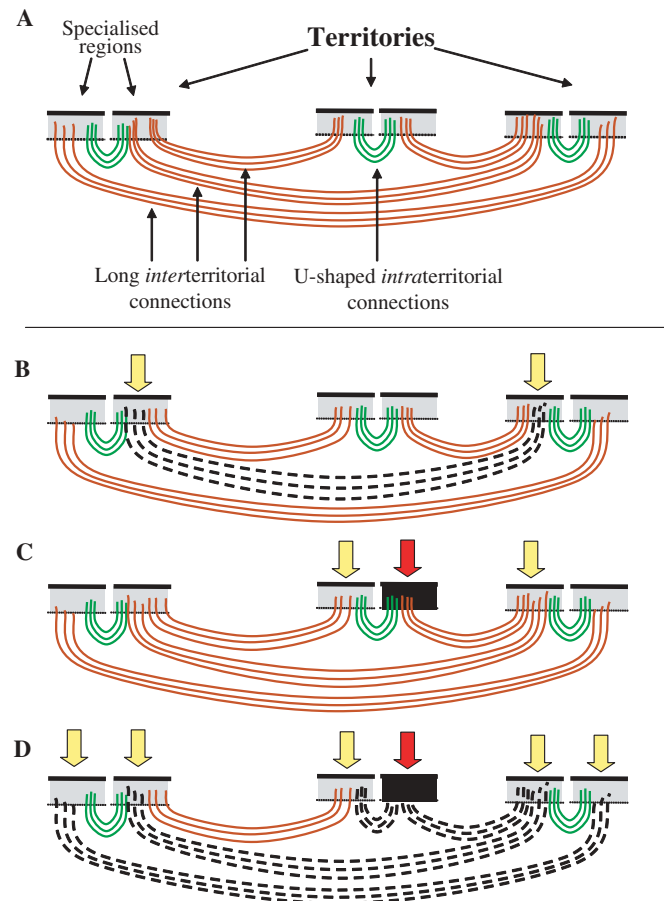 A
Specialised
regions
Territories
Long interterritorial
connections
U-shaped intraterritorial
connections
B
C
D